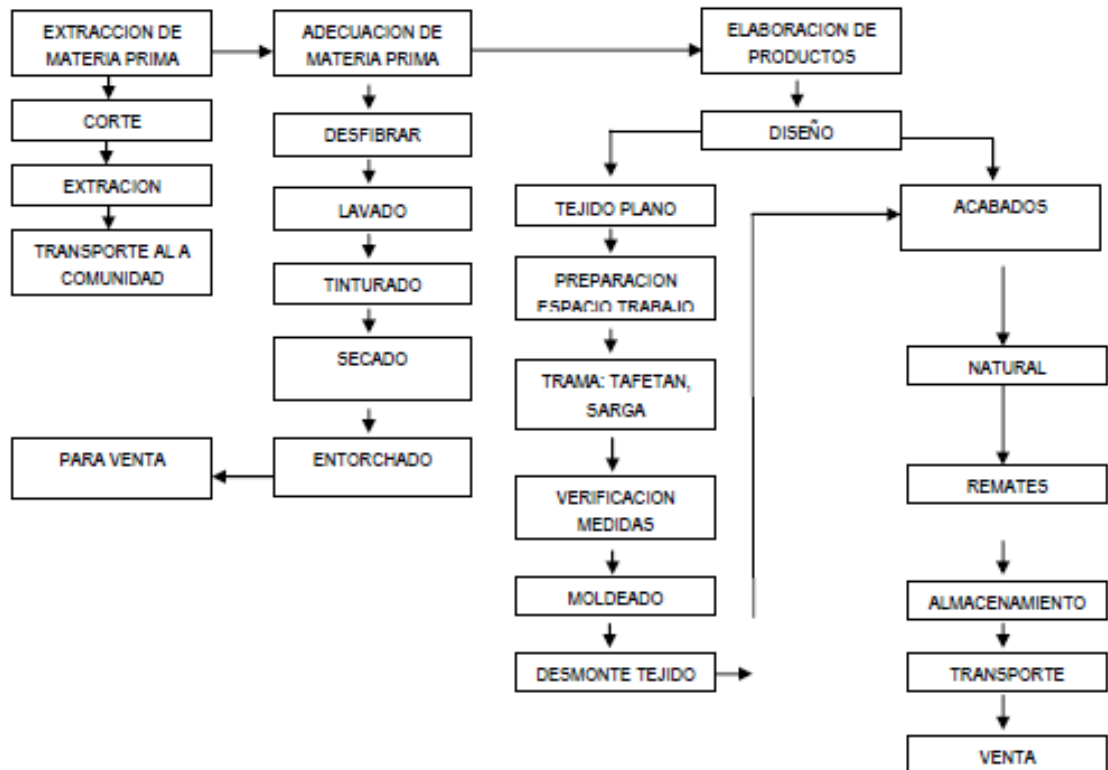 EXTRACCION DE
MATERIA PRIMA
CORTE
EXTRACION
TRANSPORTE AL A
COMUNIDAD
PARA VENTA
ADECUACION DE
MATERIA PRIMA
DESFIBRAR
LAVADO
TINTURADO
SECADO
ENTORCHADO
ELABORACION DE
PRODUCTOS
DISEÑO
TEJIDO PLANO
PREPARACION
ESPACIO TRABAJO
TRAMA: TAFETAN,
SARGA
VERIFICACION
MEDIDAS
MOLDEADO
DESMONTE TEJIDO
ACABADOS
NATURAL
REMATES
ALMACENAMIENTO
TRANSPORTE
VENTA